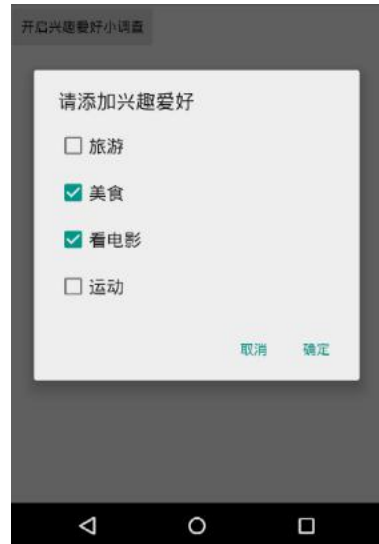 开启兴趣爱好小调查
请添加兴趣爱好
旅游
美食
看电影
运动
取消 确定